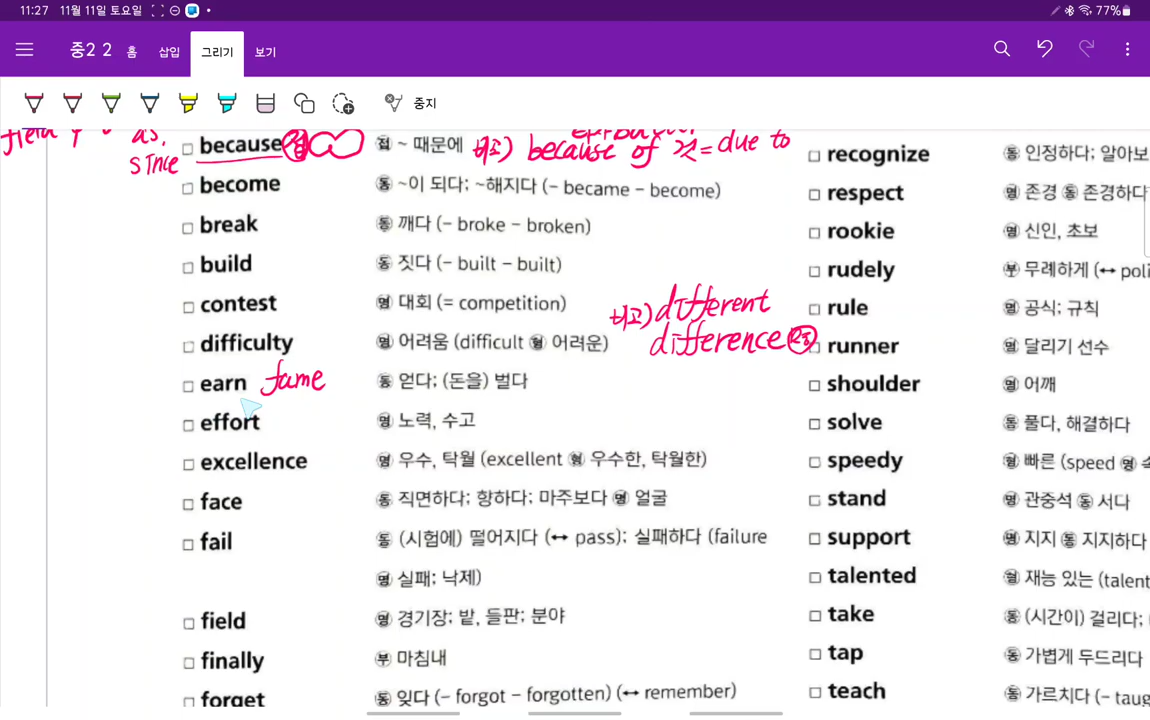 11:27 11월 11일 토요일
77%
중2 2 홈 삽입 그리기 보기
중지
as,
since
because 접 접 ~ 때문에 비교) because of 것 = due to
become 동 ~이 되다; ~해지다 (– became – become)
break 동 깨다 (– broke – broken)
build 동 짓다 (– built – built)
contest 명 대회 (= competition)
비교) different
difference
difficulty 명 어려움 (difficult 형 어려운)
earn fame 동 얻다; (돈을) 벌다
effort 명 노력, 수고
excellence 명 우수, 탁월 (excellent 형 우수한, 탁월한)
face 동 직면하다; 향하다; 마주보다 명 얼굴
fail 동 (시험에) 떨어지다 (↔ pass); 실패하다 (failure
명 실패; 낙제)
field 명 경기장; 밭, 들판; 분야
finally 부 마침내
forget 동 잊다 (– forgot – forgotten) (↔ remember)
recognize 동 인정하다; 알아보
respect 명 존경 동 존경하다
rookie 명 신인, 초보
rudely 부 무례하게 (↔ poli
rule 명 공식; 규칙
runner 명 달리기 선수
shoulder 명 어깨
solve 동 풀다, 해결하다
speedy 형 빠른 (speed 명 속
stand 명 관중석 동 서다
support 명 지지 동 지지하다
talented 형 재능 있는 (talent
take 동 (시간이) 걸리다;
tap 동 가볍게 두드리다
teach 동 가르치다 (– taug